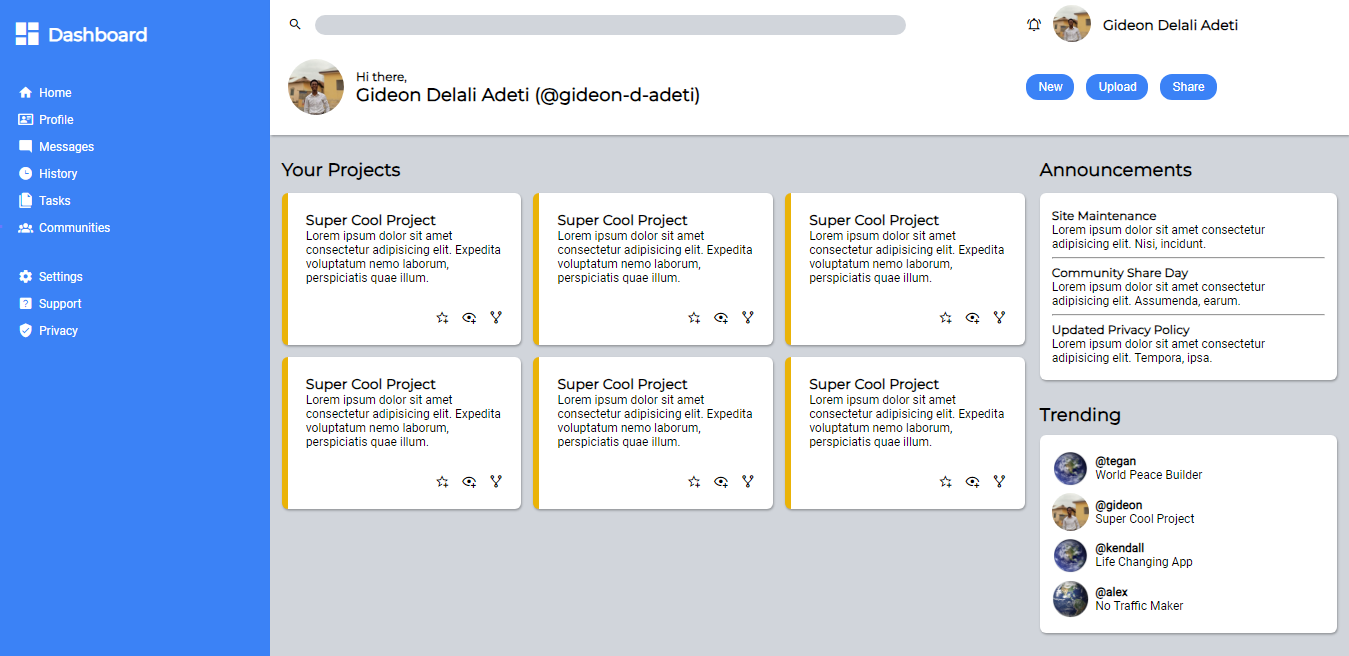 Dashboard
Home
Profile
Messages
History
Tasks
Communities
Settings
Support
Privacy
Gideon Delali Adeti
Hi there,
Gideon Delali Adeti (@gideon-d-adeti)
New
Upload
Share
Your Projects
Super Cool Project
Lorem ipsum dolor sit amet
consectetur adipisicing elit. Expedita
voluptatum nemo laborum,
perspiciatis quae illum.
Super Cool Project
Lorem ipsum dolor sit amet
consectetur adipisicing elit. Expedita
voluptatum nemo laborum,
perspiciatis quae illum.
Super Cool Project
Lorem ipsum dolor sit amet
consectetur adipisicing elit. Expedita
voluptatum nemo laborum,
perspiciatis quae illum.
Super Cool Project
Lorem ipsum dolor sit amet
consectetur adipisicing elit. Expedita
voluptatum nemo laborum,
perspiciatis quae illum.
Super Cool Project
Lorem ipsum dolor sit amet
consectetur adipisicing elit. Expedita
voluptatum nemo laborum,
perspiciatis quae illum.
Super Cool Project
Lorem ipsum dolor sit amet
consectetur adipisicing elit. Expedita
voluptatum nemo laborum,
perspiciatis quae illum.
Announcements
Site Maintenance
Lorem ipsum dolor sit amet consectetur
adipisicing elit. Nisi, incidunt.
Community Share Day
Lorem ipsum dolor sit amet consectetur
adipisicing elit. Assumenda, earum.
Updated Privacy Policy
Lorem ipsum dolor sit amet consectetur
adipisicing elit. Tempora, ipsa.
Trending
@tegan
World Peace Builder
@gideon
Super Cool Project
@kendall
Life Changing App
@alex
No Traffic Maker